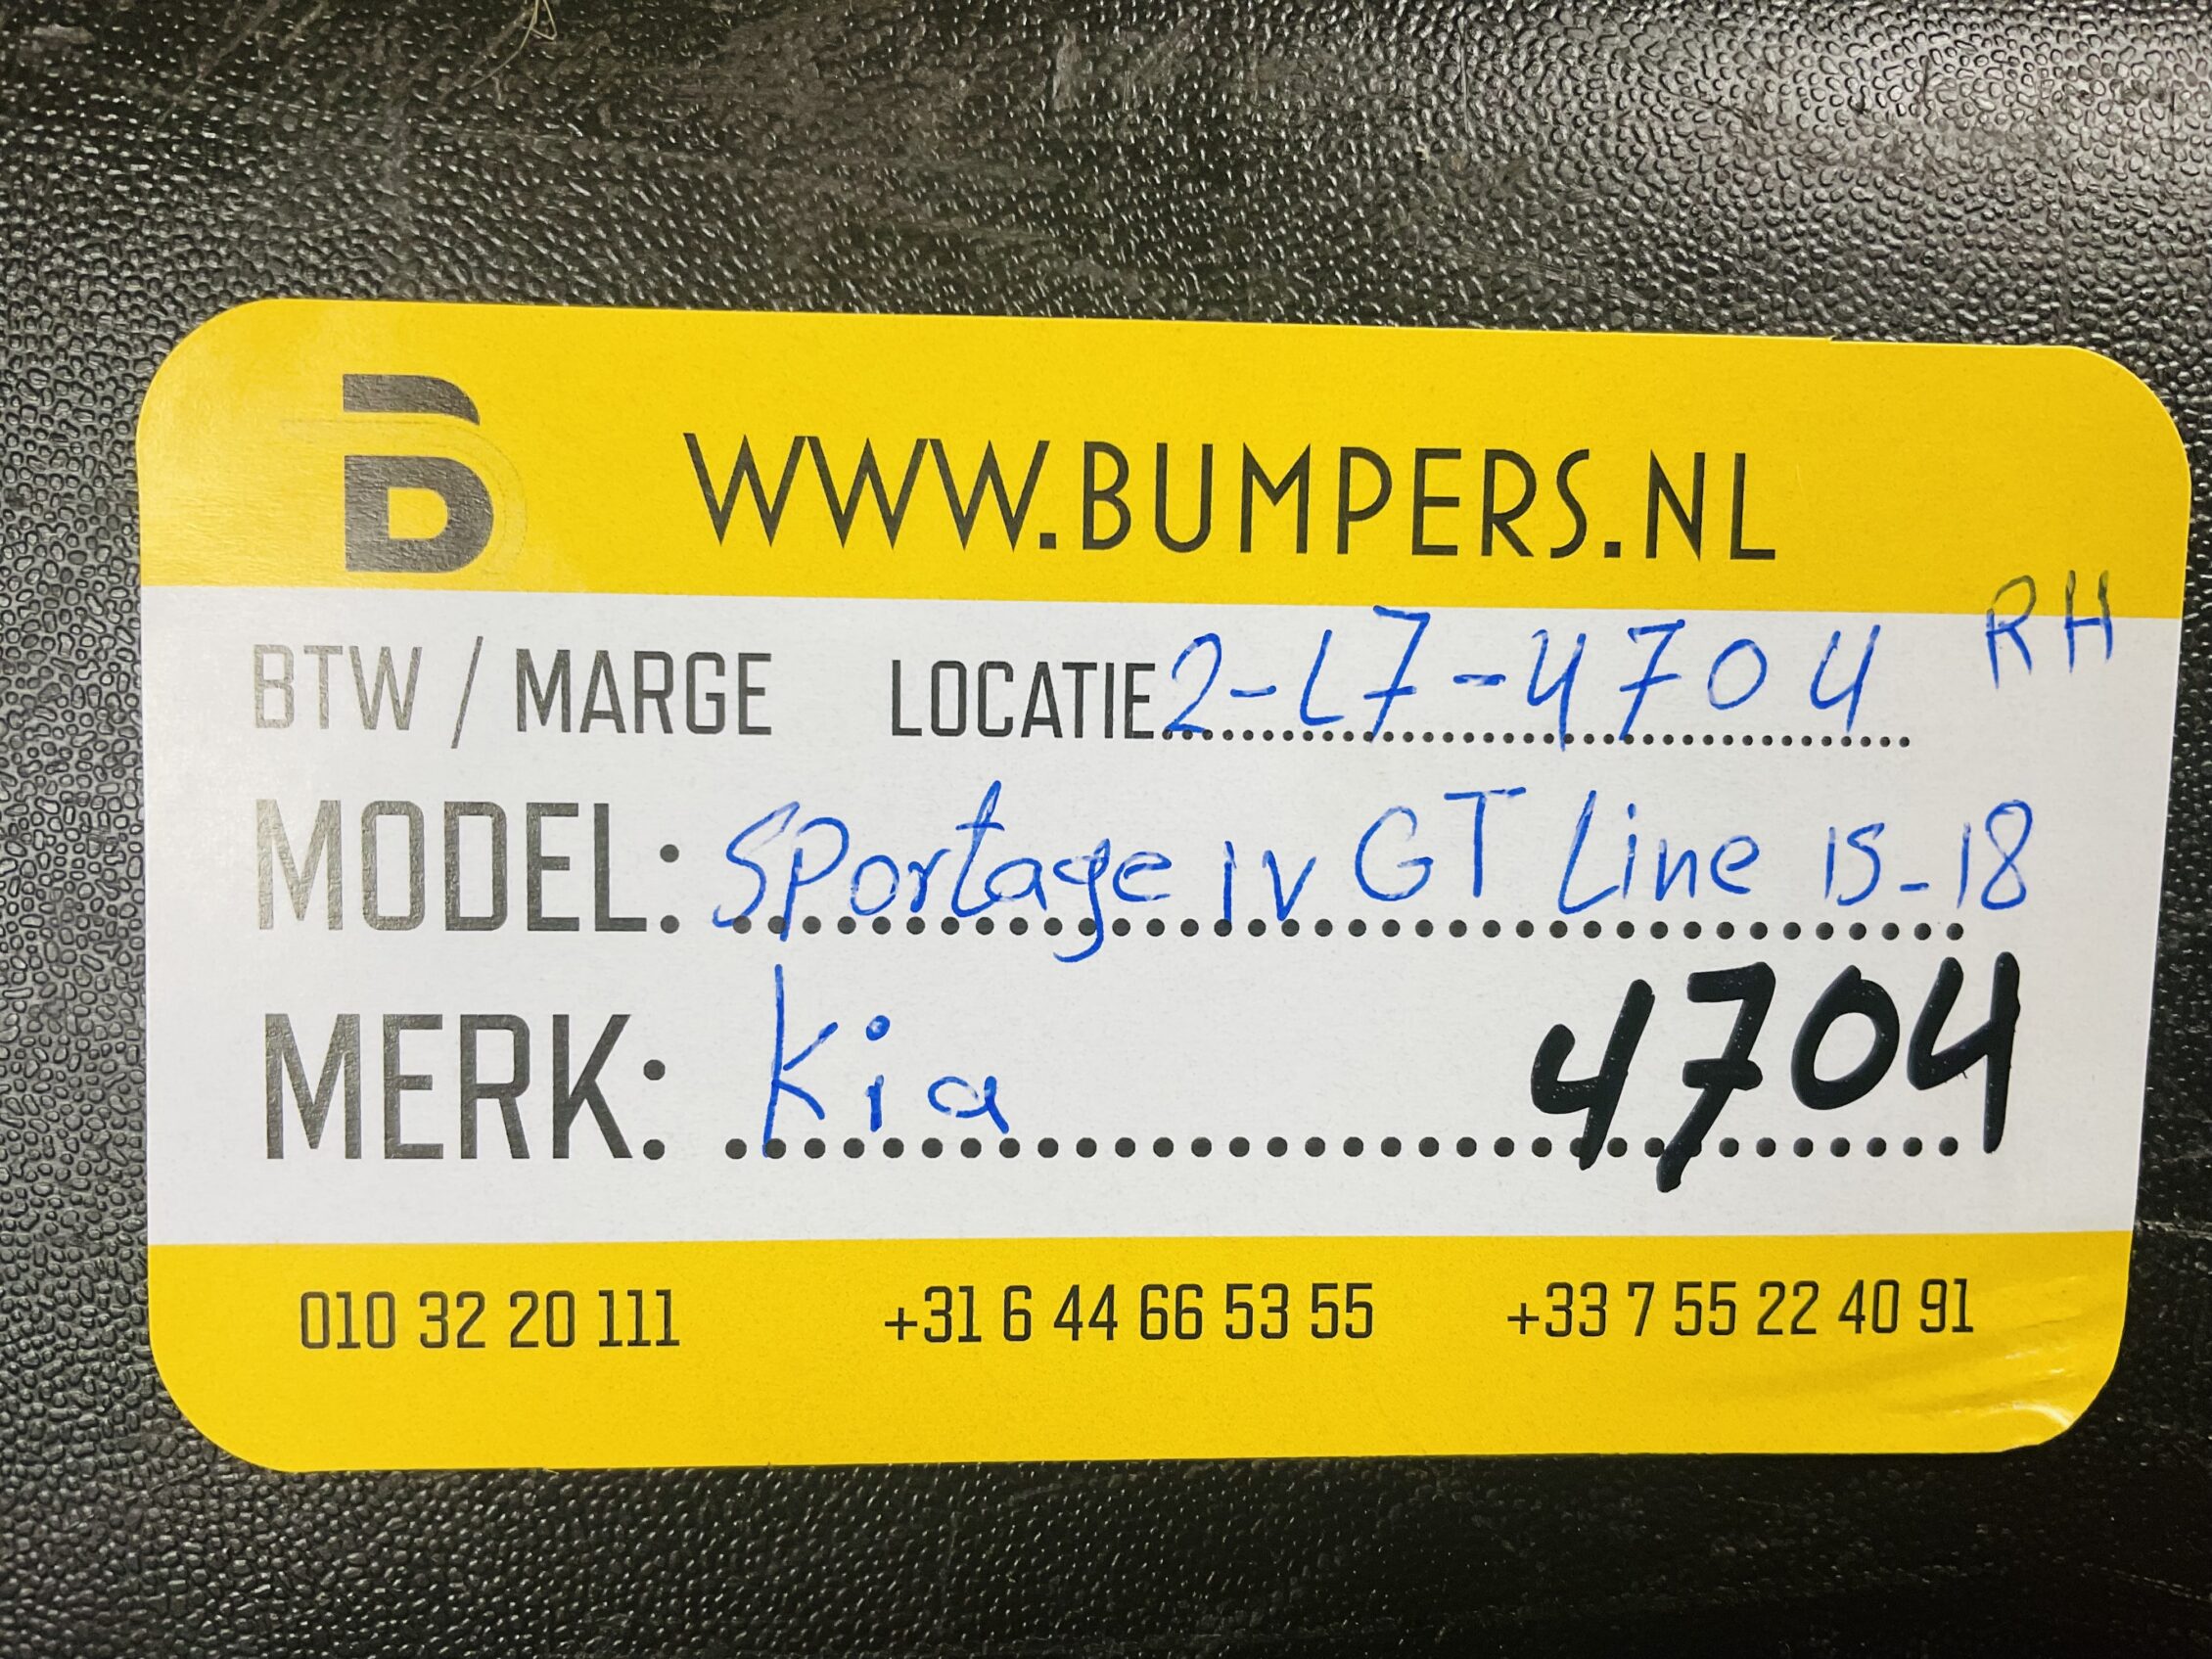 B WWW.BUMPERS.NL
BTW / MARGE LOCATIE 2-L7-4704 RH
MODEL: Sportage IV GT Line 15-18
MERK: Kia 4704
010 32 20 111 +31 6 44 66 53 55 +33 7 55 22 40 91